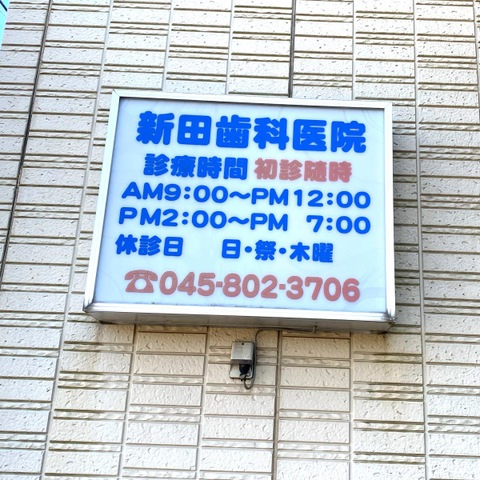 新田歯科医院
診療時間 初診随時
AM9:00〜PM12:00
PM2:00〜PM 7:00
休診日 日・祭・木曜
☎045-802-3706